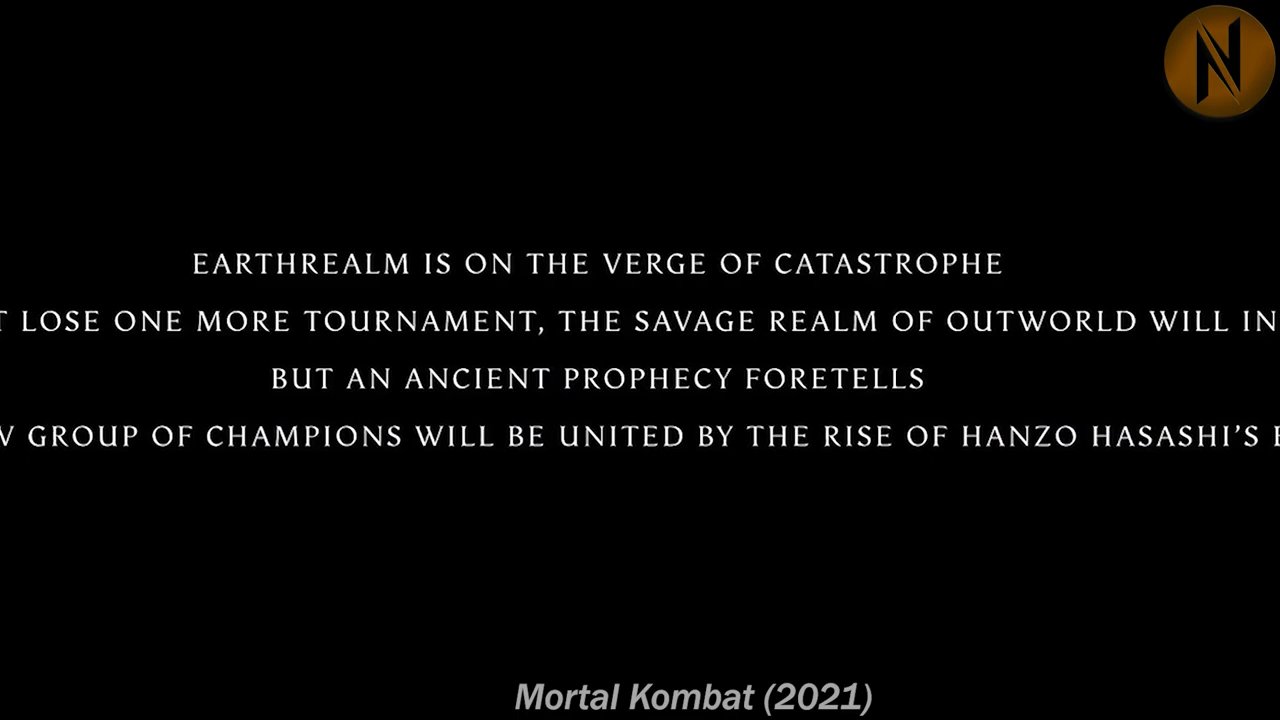 N
EARTHREALM IS ON THE VERGE OF CATASTROPHE
LOSE ONE MORE TOURNAMENT, THE SAVAGE REALM OF OUTWORLD WILL
BUT AN ANCIENT PROPHECY FORETELLS
GROUP OF CHAMPIONS WILL BE UNITED BY THE RISE OF HANZO HASASHI’S
Mortal Kombat (2021)